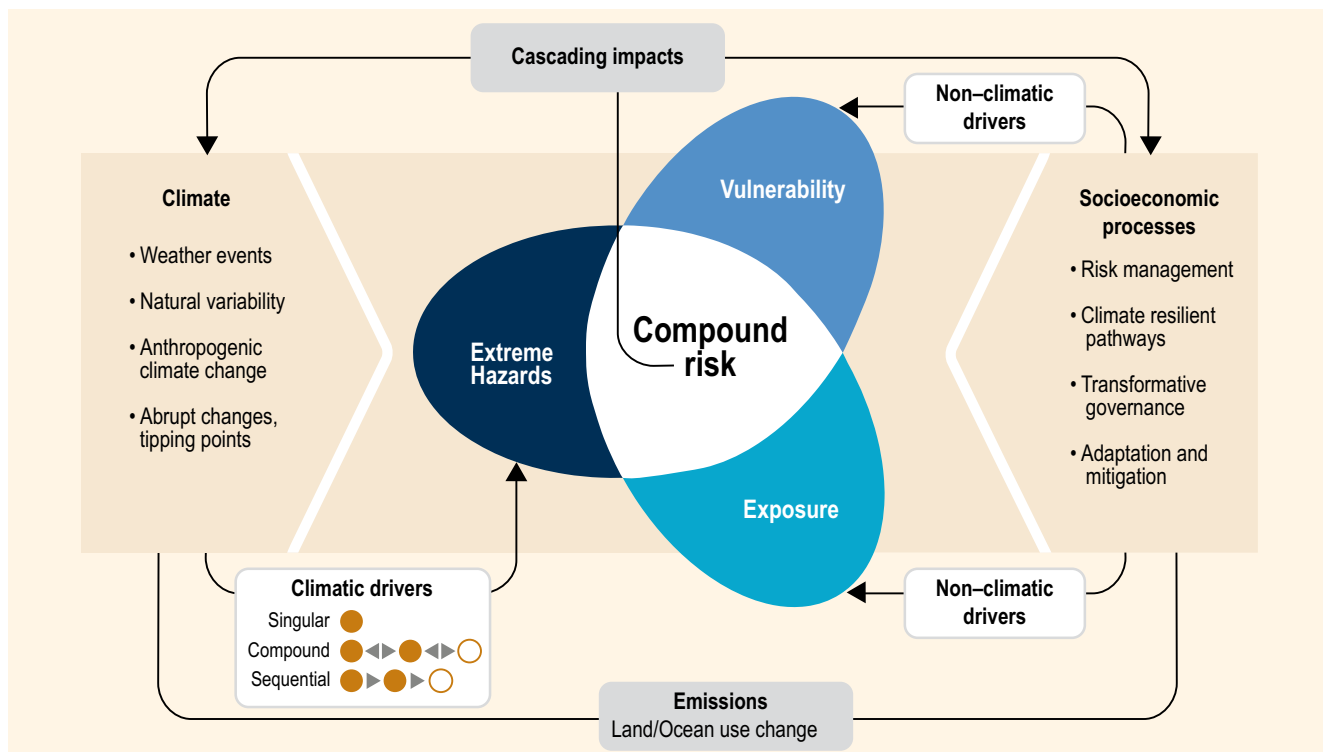 Cascading impacts
Non–climatic
drivers
Climate
• Weather events
• Natural variability
• Anthropogenic
climate change
• Abrupt changes,
tipping points
Vulnerability
Extreme
Hazards
Compound
risk
Exposure
Socioeconomic
processes
• Risk management
• Climate resilient
pathways
• Transformative
governance
• Adaptation and
mitigation
Climatic drivers
Singular
Compound
Sequential
Non–climatic
drivers
Emissions
Land/Ocean use change